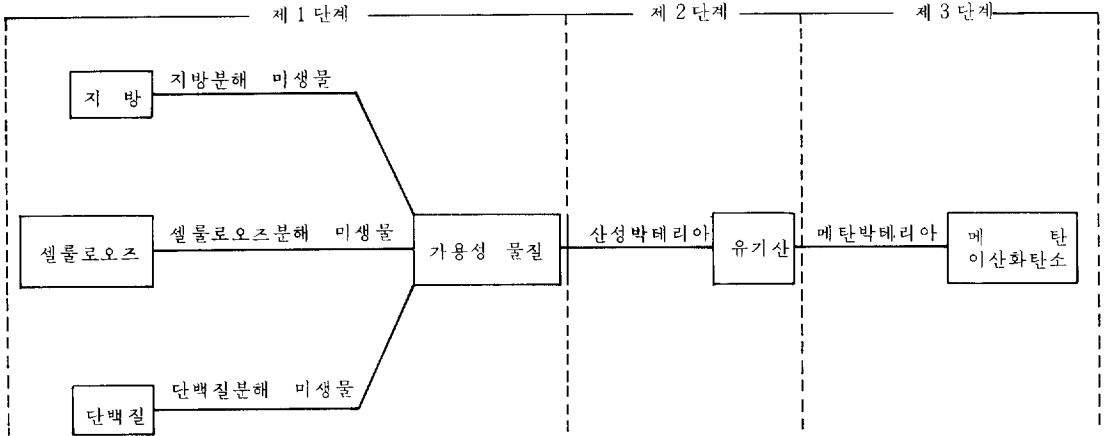 제 1 단계
제 2 단계
제 3 단계
지방분해 미생물
지 방
셀룰로오즈분해 미생물
셀룰로오즈
가용성 물질
산성박테리아
유기산
메탄박테리아
메 탄
이산화탄소
단백질분해 미생물
단백질